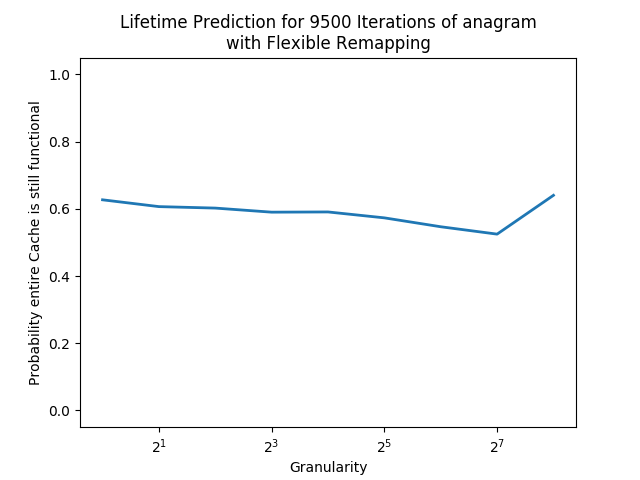 Lifetime Prediction for 9500 Iterations of anagram
with Flexible Remapping
Probability entire Cache is still functional
1.0
0.8
0.6
0.4
0.2
0.0
2^1 2^3 2^5 2^7
Granularity